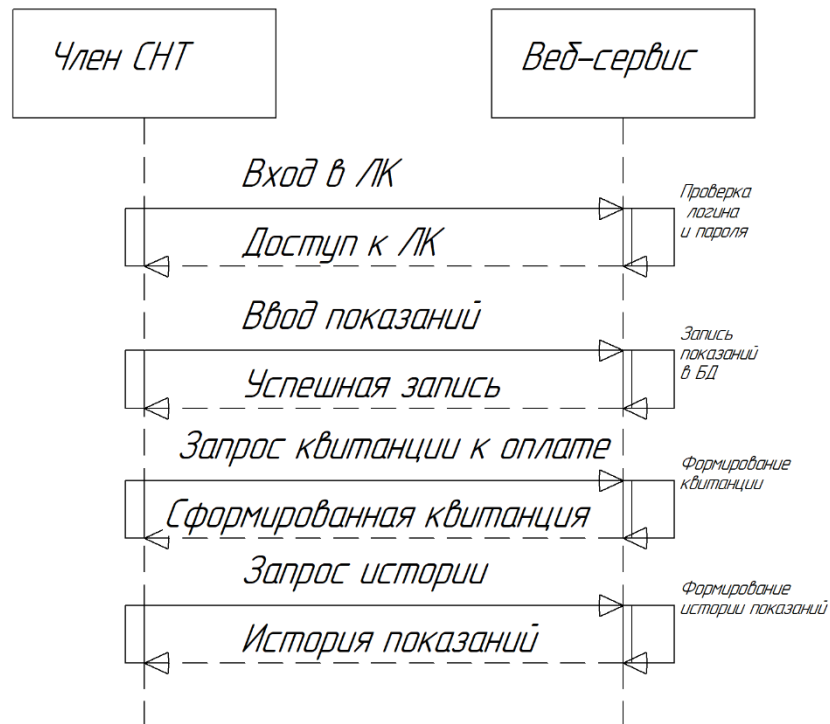 Член СНТ
Веб-сервис
Вход в ЛК
Проверка
логина
и пароля
Доступ к ЛК
Ввод показаний
Запись
показаний
в БД
Успешная запись
Запрос квитанции к оплате
Формирование
квитанции
Сформированная квитанция
Запрос истории
Формирование
истории показаний
История показаний